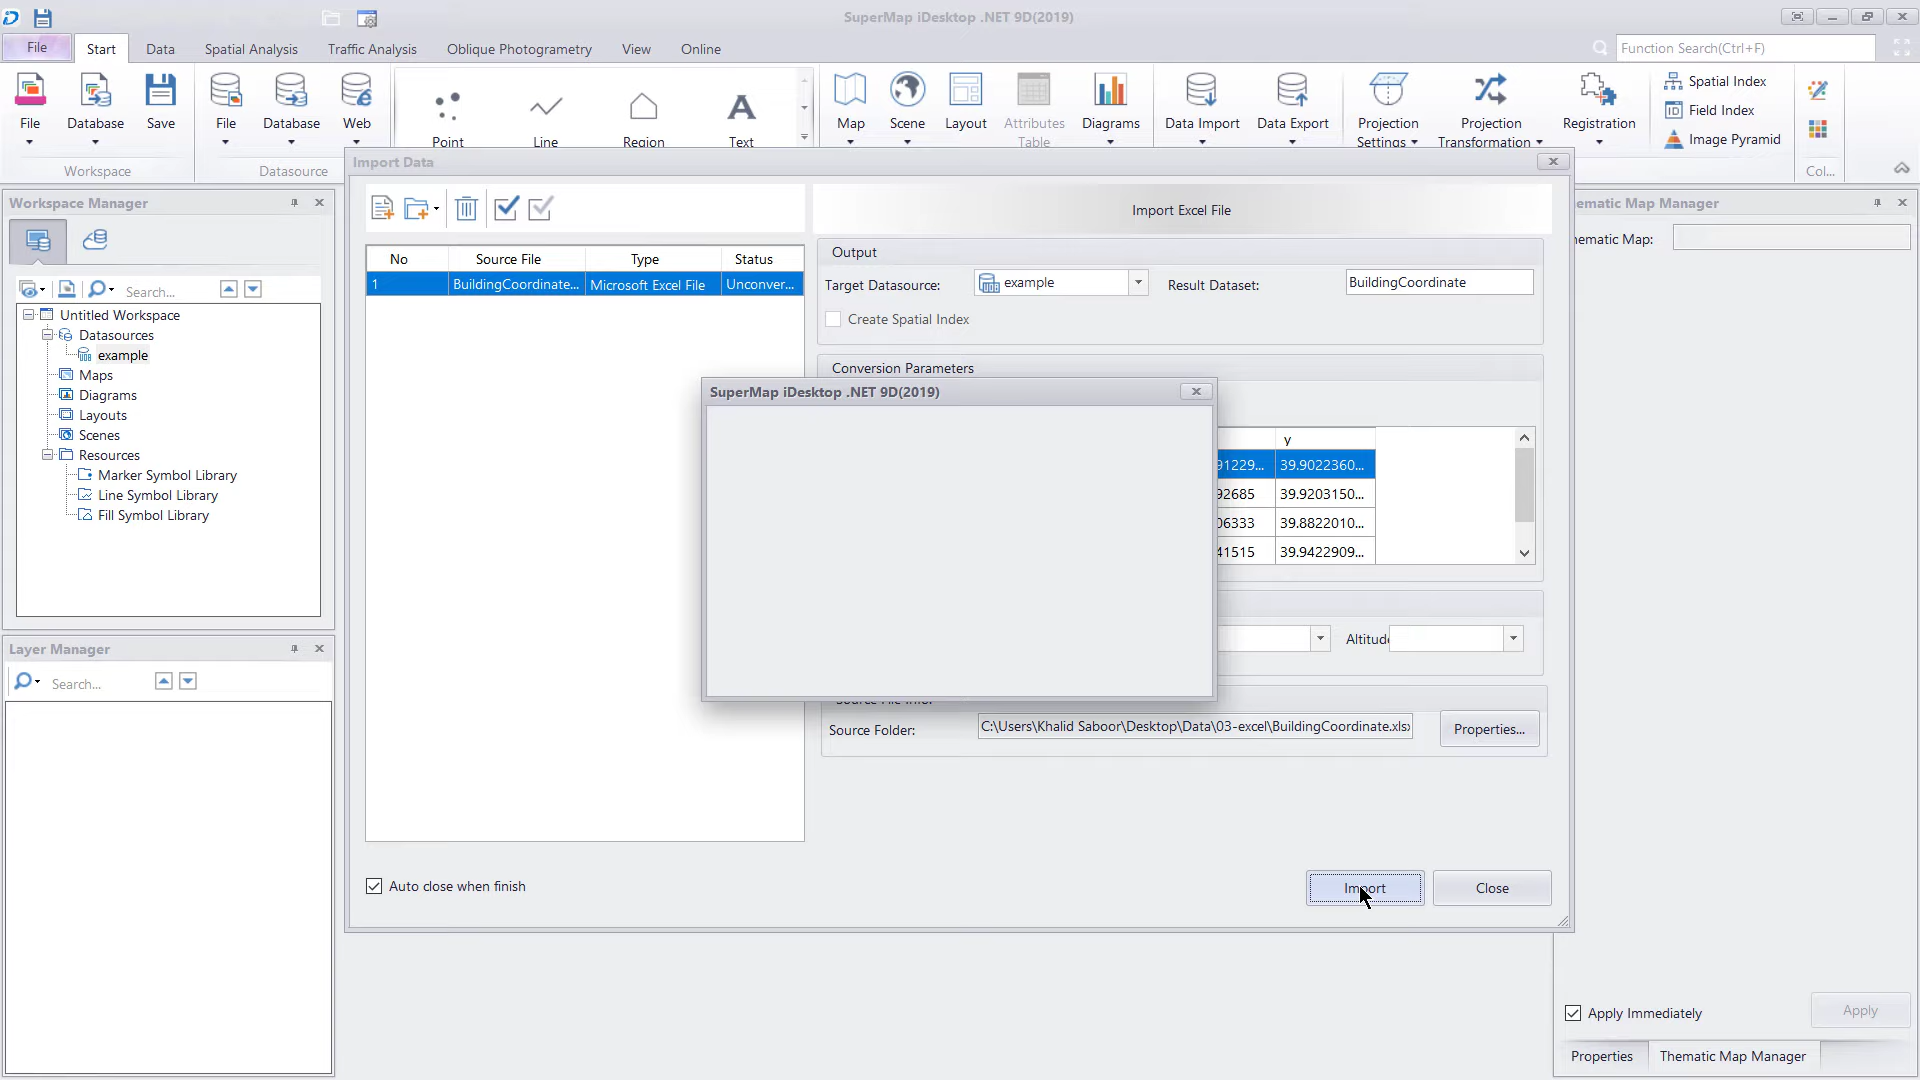 SuperMap iDesktop .NET 9D(2019)
File
Start
Data
Spatial Analysis
Traffic Analysis
Oblique Photogrametry
View
Online
Function Search(Ctrl+F)
File
Database
Save
File
Database
Web
Point
Line
Region
Text
Map
Scene
Layout
Attributes
Table
Diagrams
Data Import
Data Export
Projection
Settings
Projection
Transformation
Registration
Spatial Index
Field Index
Image Pyramid
Workspace
Datasource
Col...
Import Data
Workspace Manager
Search...
Untitled Workspace
Datasources
example
Maps
Diagrams
Layouts
Scenes
Resources
Marker Symbol Library
Line Symbol Library
Fill Symbol Library
Layer Manager
Search...
No Source File Type Status
1 BuildingCoordinate... Microsoft Excel File Unconver...
Import Excel File
Output
Target Datasource: example Result Dataset: BuildingCoordinate
Create Spatial Index
Conversion Parameters
SuperMap iDesktop .NET 9D(2019)
y
91229... 39.9022360...
92685 39.9203150...
06333 39.8822010...
41515 39.9422909...
Altitude
Source File Info.
Source Folder: C:\Users\Khalid Saboor\Desktop\Data\03-excel\BuildingCoordinate.xlsx Properties...
Auto close when finish
Import
Close
ematic Map Manager
ematic Map:
Apply Immediately
Apply
Properties
Thematic Map Manager